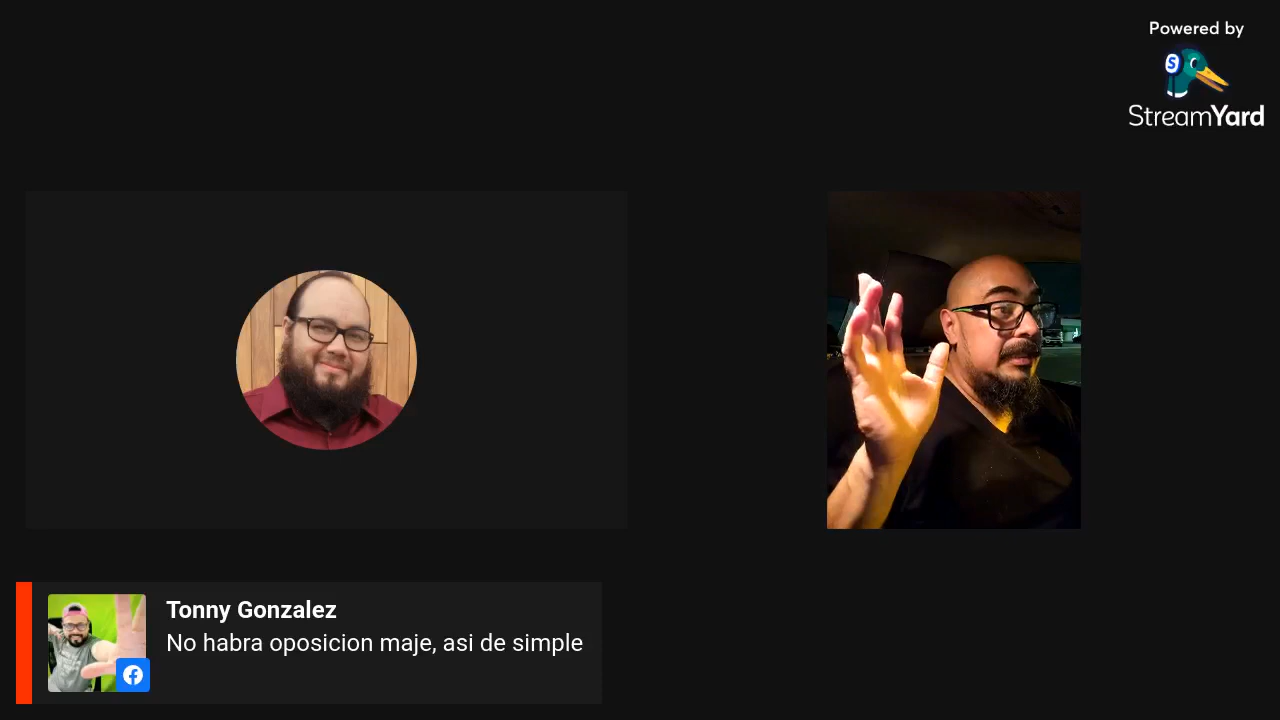 Powered by
S
StreamYard
Tonny Gonzalez
No habra oposicion maje, asi de simple